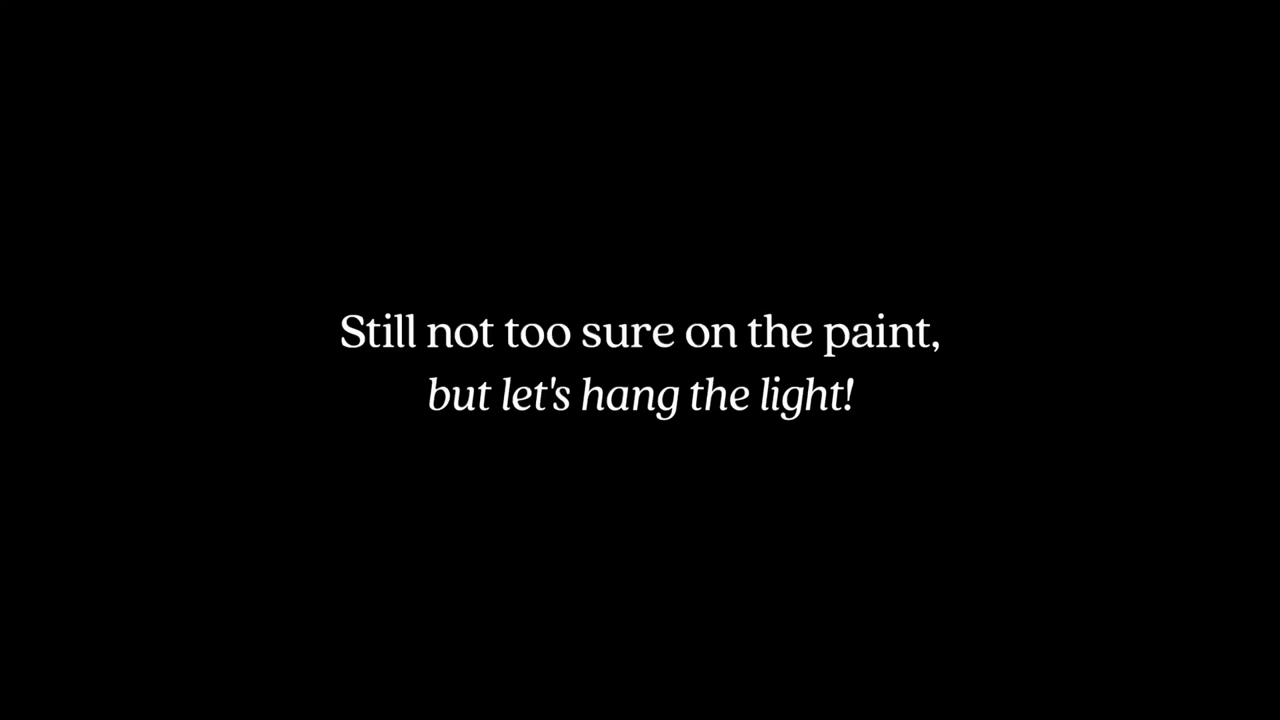 Still not too sure on the paint,
but let's hang the light!